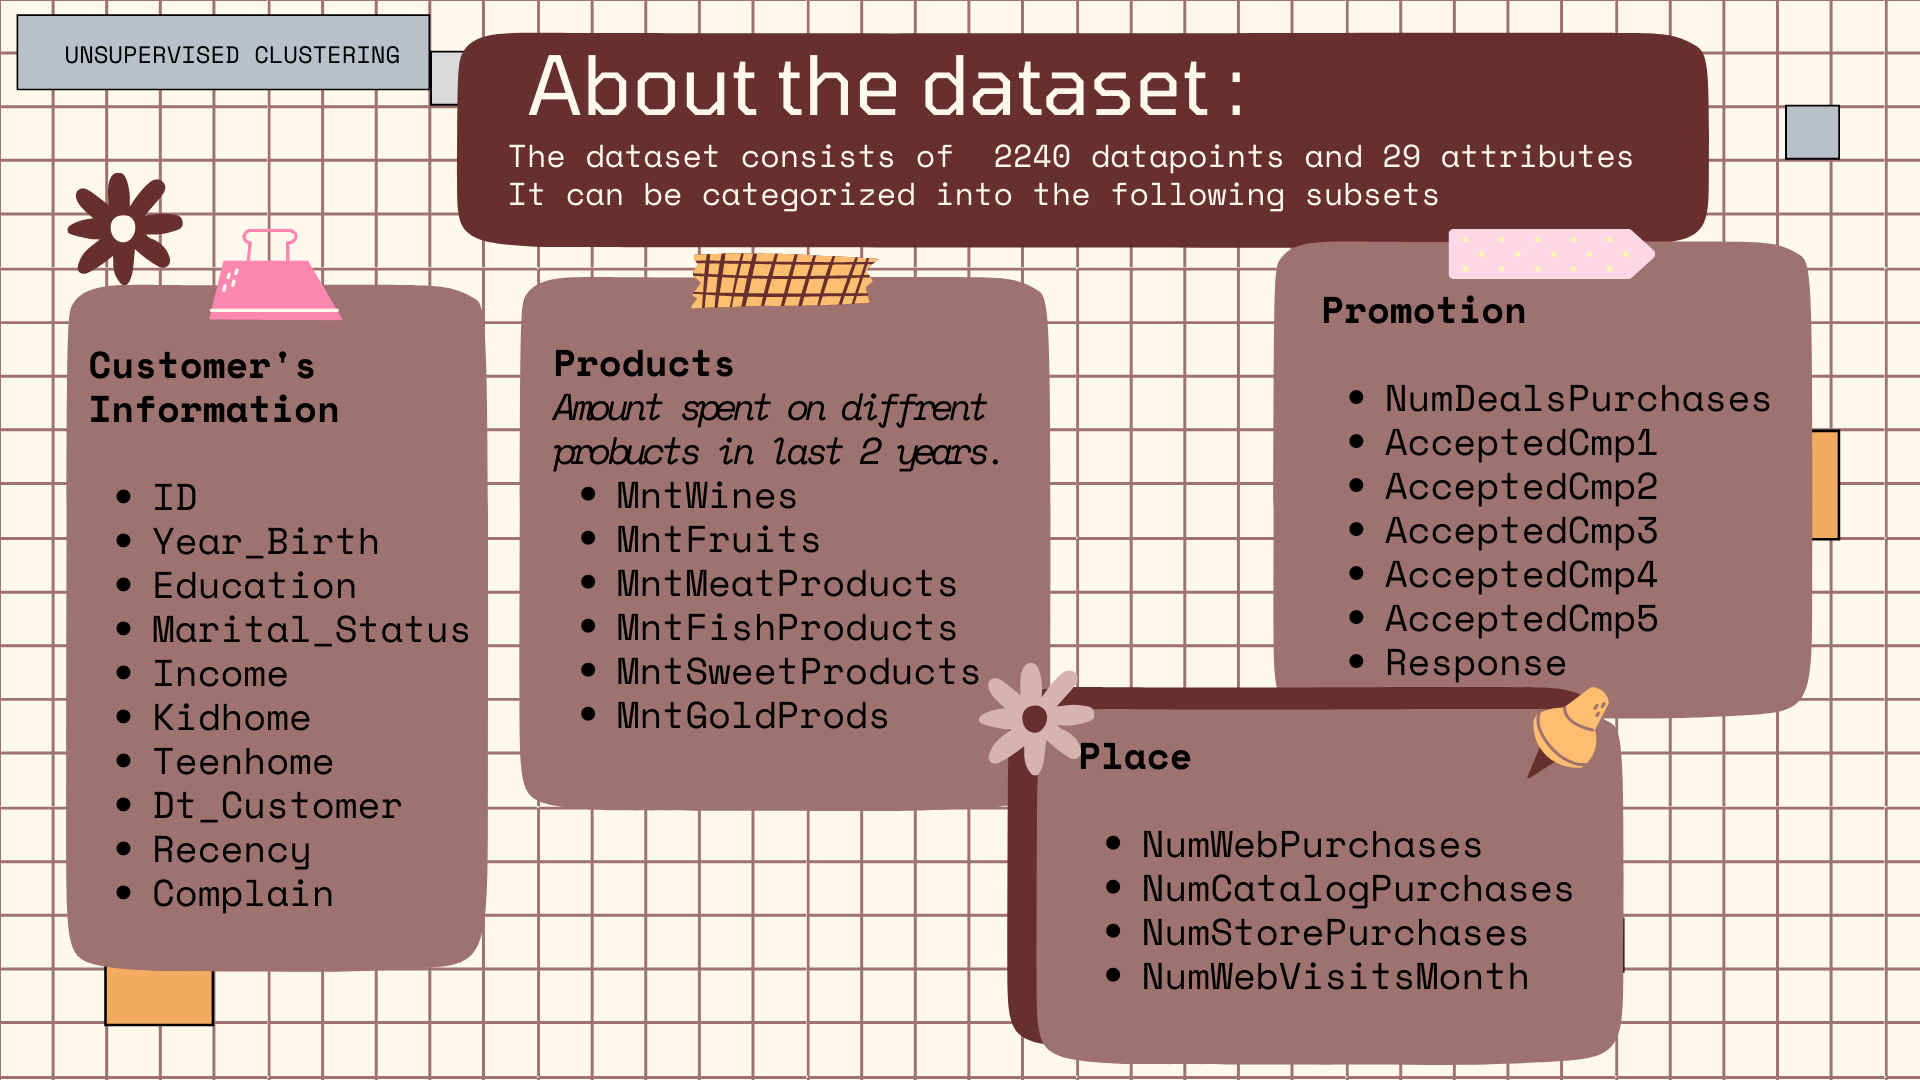 UNSUPERVISED CLUSTERING
About the dataset :
The dataset consists of  2240 datapoints and 29 attributes
It can be categorized into the following subsets
Customer's
Information
• ID
• Year_Birth
• Education
• Marital_Status
• Income
• Kidhome
• Teenhome
• Dt_Customer
• Recency
• Complain
Products
Amount spent on diffrent
probucts in last 2 years.
• MntWines
• MntFruits
• MntMeatProducts
• MntFishProducts
• MntSweetProducts
• MntGoldProds
Promotion
• NumDealsPurchases
• AcceptedCmp1
• AcceptedCmp2
• AcceptedCmp3
• AcceptedCmp4
• AcceptedCmp5
• Response
Place
• NumWebPurchases
• NumCatalogPurchases
• NumStorePurchases
• NumWebVisitsMonth